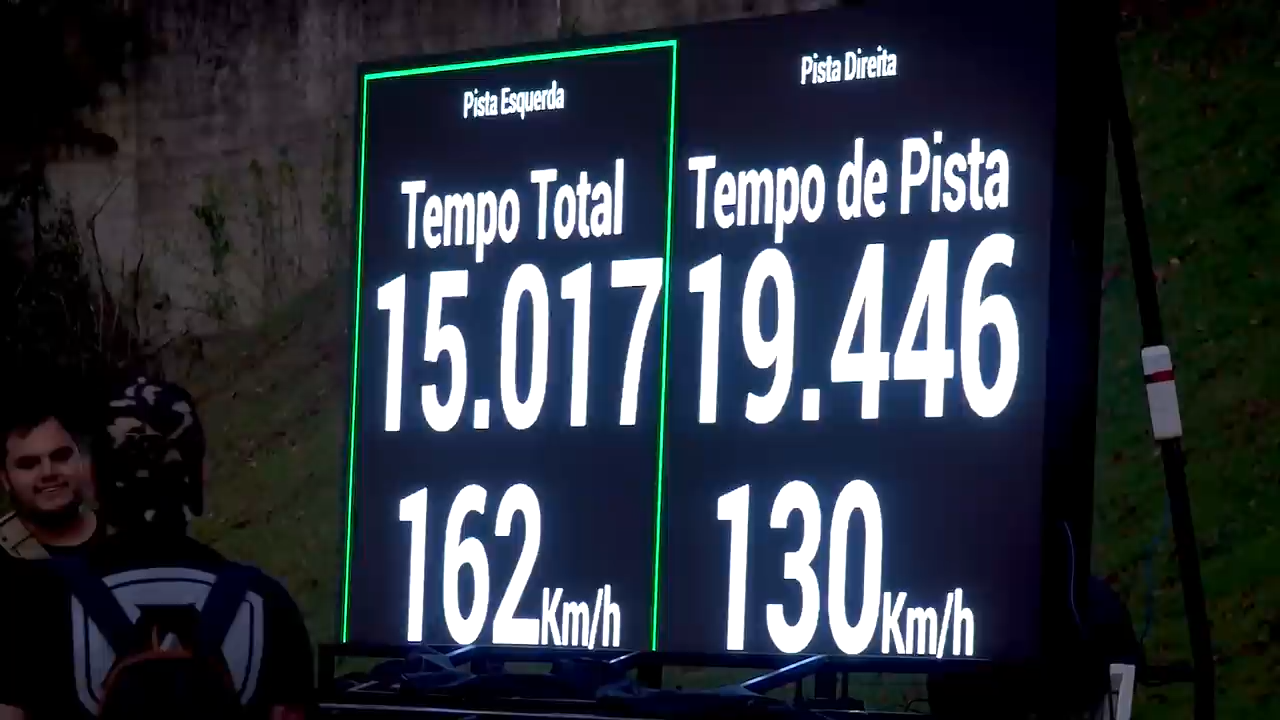 Pista Esquerda
Tempo Total
15.017
162Km/h
Pista Direita
Tempo de Pista
19.446
130Km/h